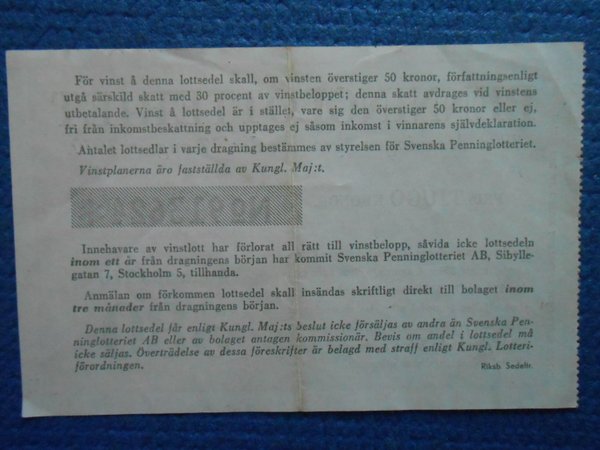 För vinst å denna lottsedel skall, om vinsten överstiger 50 kronor, författningsenligt
utgå särskild skatt med 30 procent av vinstbeloppet; denna skatt avdrages vid vinstens
utbetalande. Vinst å lottsedel är i stället, vare sig den överstiger 50 kronor eller ej,
fri från inkomstbeskattning och upptages ej såsom inkomst i vinnarens självdeklaration.
Antalet lottsedlar i varje dragning bestämmes av styrelsen för Svenska Penninglotteriet.
Vinstplanerna äro fastställda av Kungl. Maj:t.
Innehavare av vinstlott har förlorat all rätt till vinstbelopp, såvida icke lottsedeln
inom ett år från dragningens början har kommit Svenska Penninglotteriet AB, Sibylle-
gatan 7, Stockholm 5, tillhanda.
Anmälan om förkommen lottsedel skall insändas skriftligt direkt till bolaget inom
tre månader från dragningens början.
Denna lottsedel får enligt Kungl. Maj:ts beslut icke försäljas av andra än Svenska Pen-
ninglotteriet AB eller av bolaget antagen kommissionär. Bevis om andel i lottsedel må
icke säljas. Överträdelse av dessa föreskrifter är belagd med straff enligt Kungl. Lotteri-
förordningen.
Riksb Sedeltr.